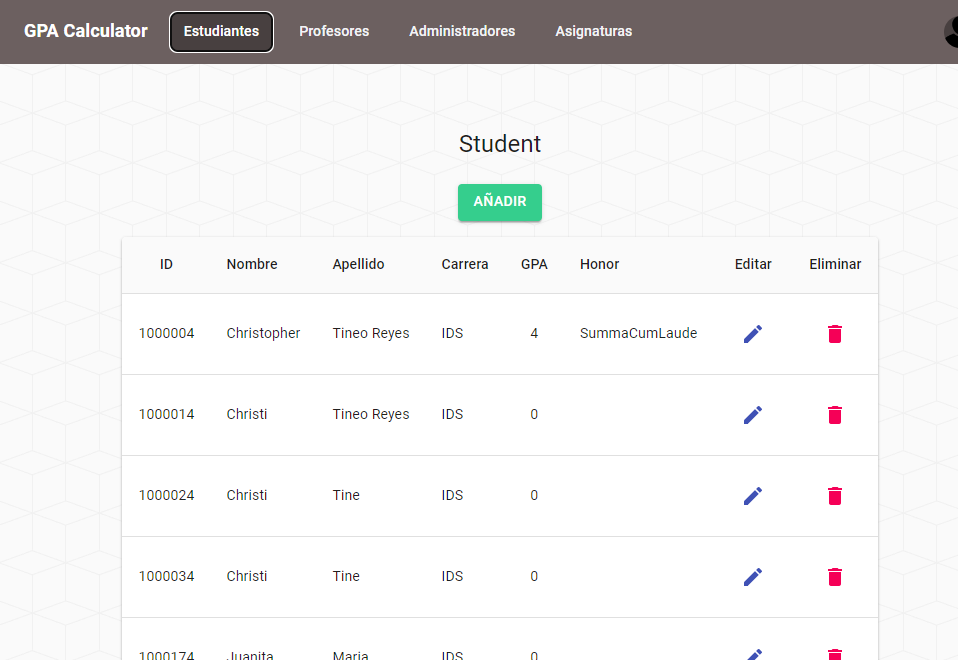 GPA Calculator Estudiantes Profesores Administradores Asignaturas
Student
AÑADIR
ID Nombre Apellido Carrera GPA Honor Editar Eliminar
1000004 Christopher Tineo Reyes IDS 4 SummaCumLaude
1000014 Christi Tineo Reyes IDS 0
1000024 Christi Tine IDS 0
1000034 Christi Tine IDS 0
1000174 Juanita Maria IDS 0